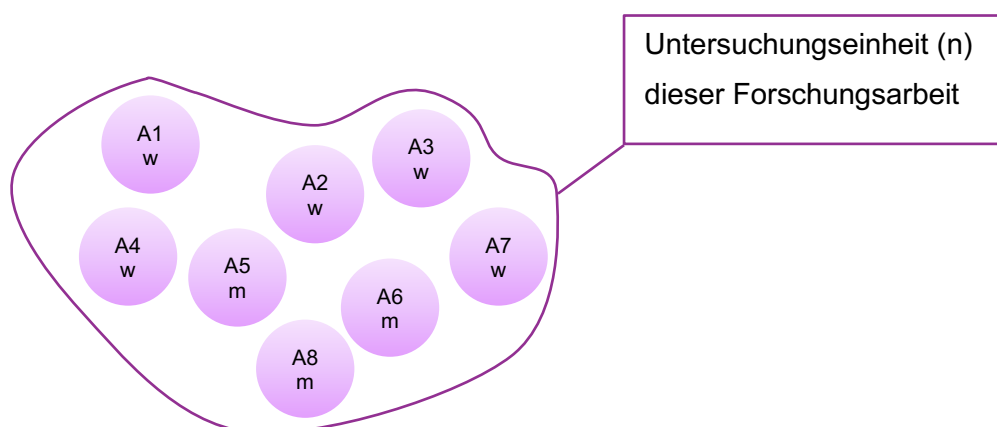 Untersuchungseinheit (n)
dieser Forschungsarbeit
A1
w
A2
w
A3
w
A4
w
A5
m
A6
m
A7
w
A8
m